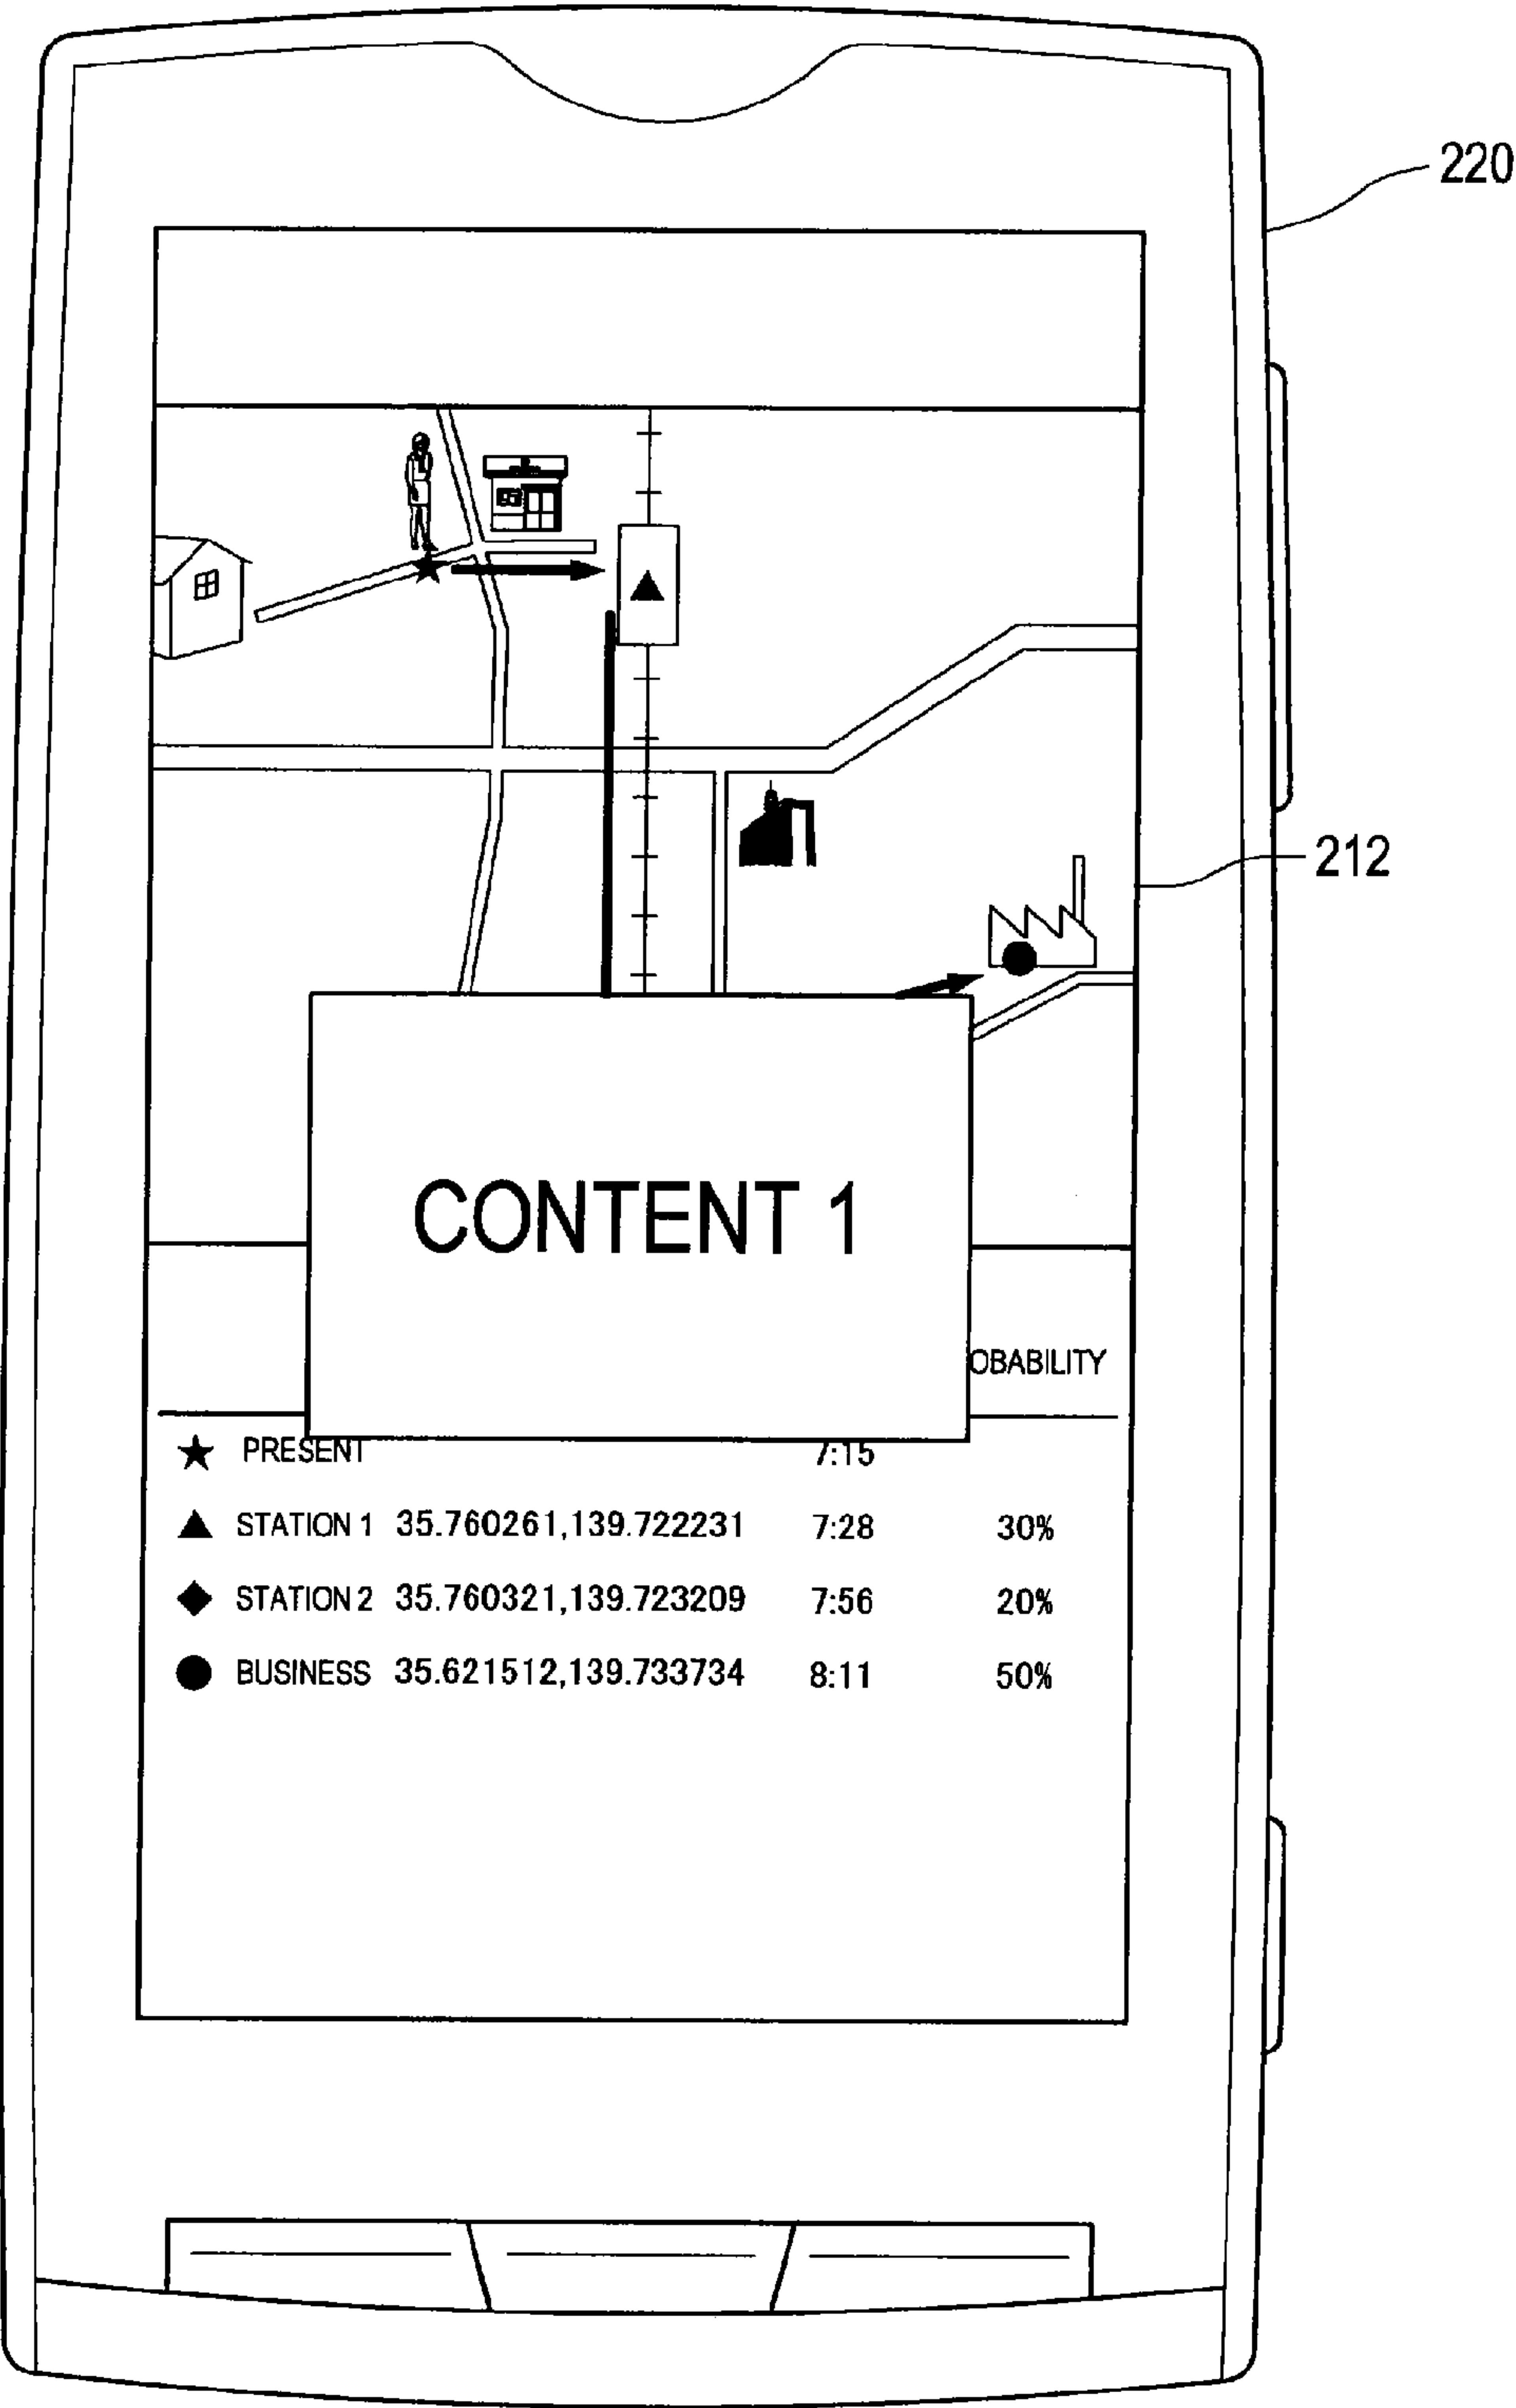 220
212
CONTENT 1
OBABILITY
PRESENT 7:15
STATION 1 35.760261,139.722231 7:28 30%
STATION 2 35.760321,139.723209 7:56 20%
BUSINESS 35.621512,139.733734 8:11 50%